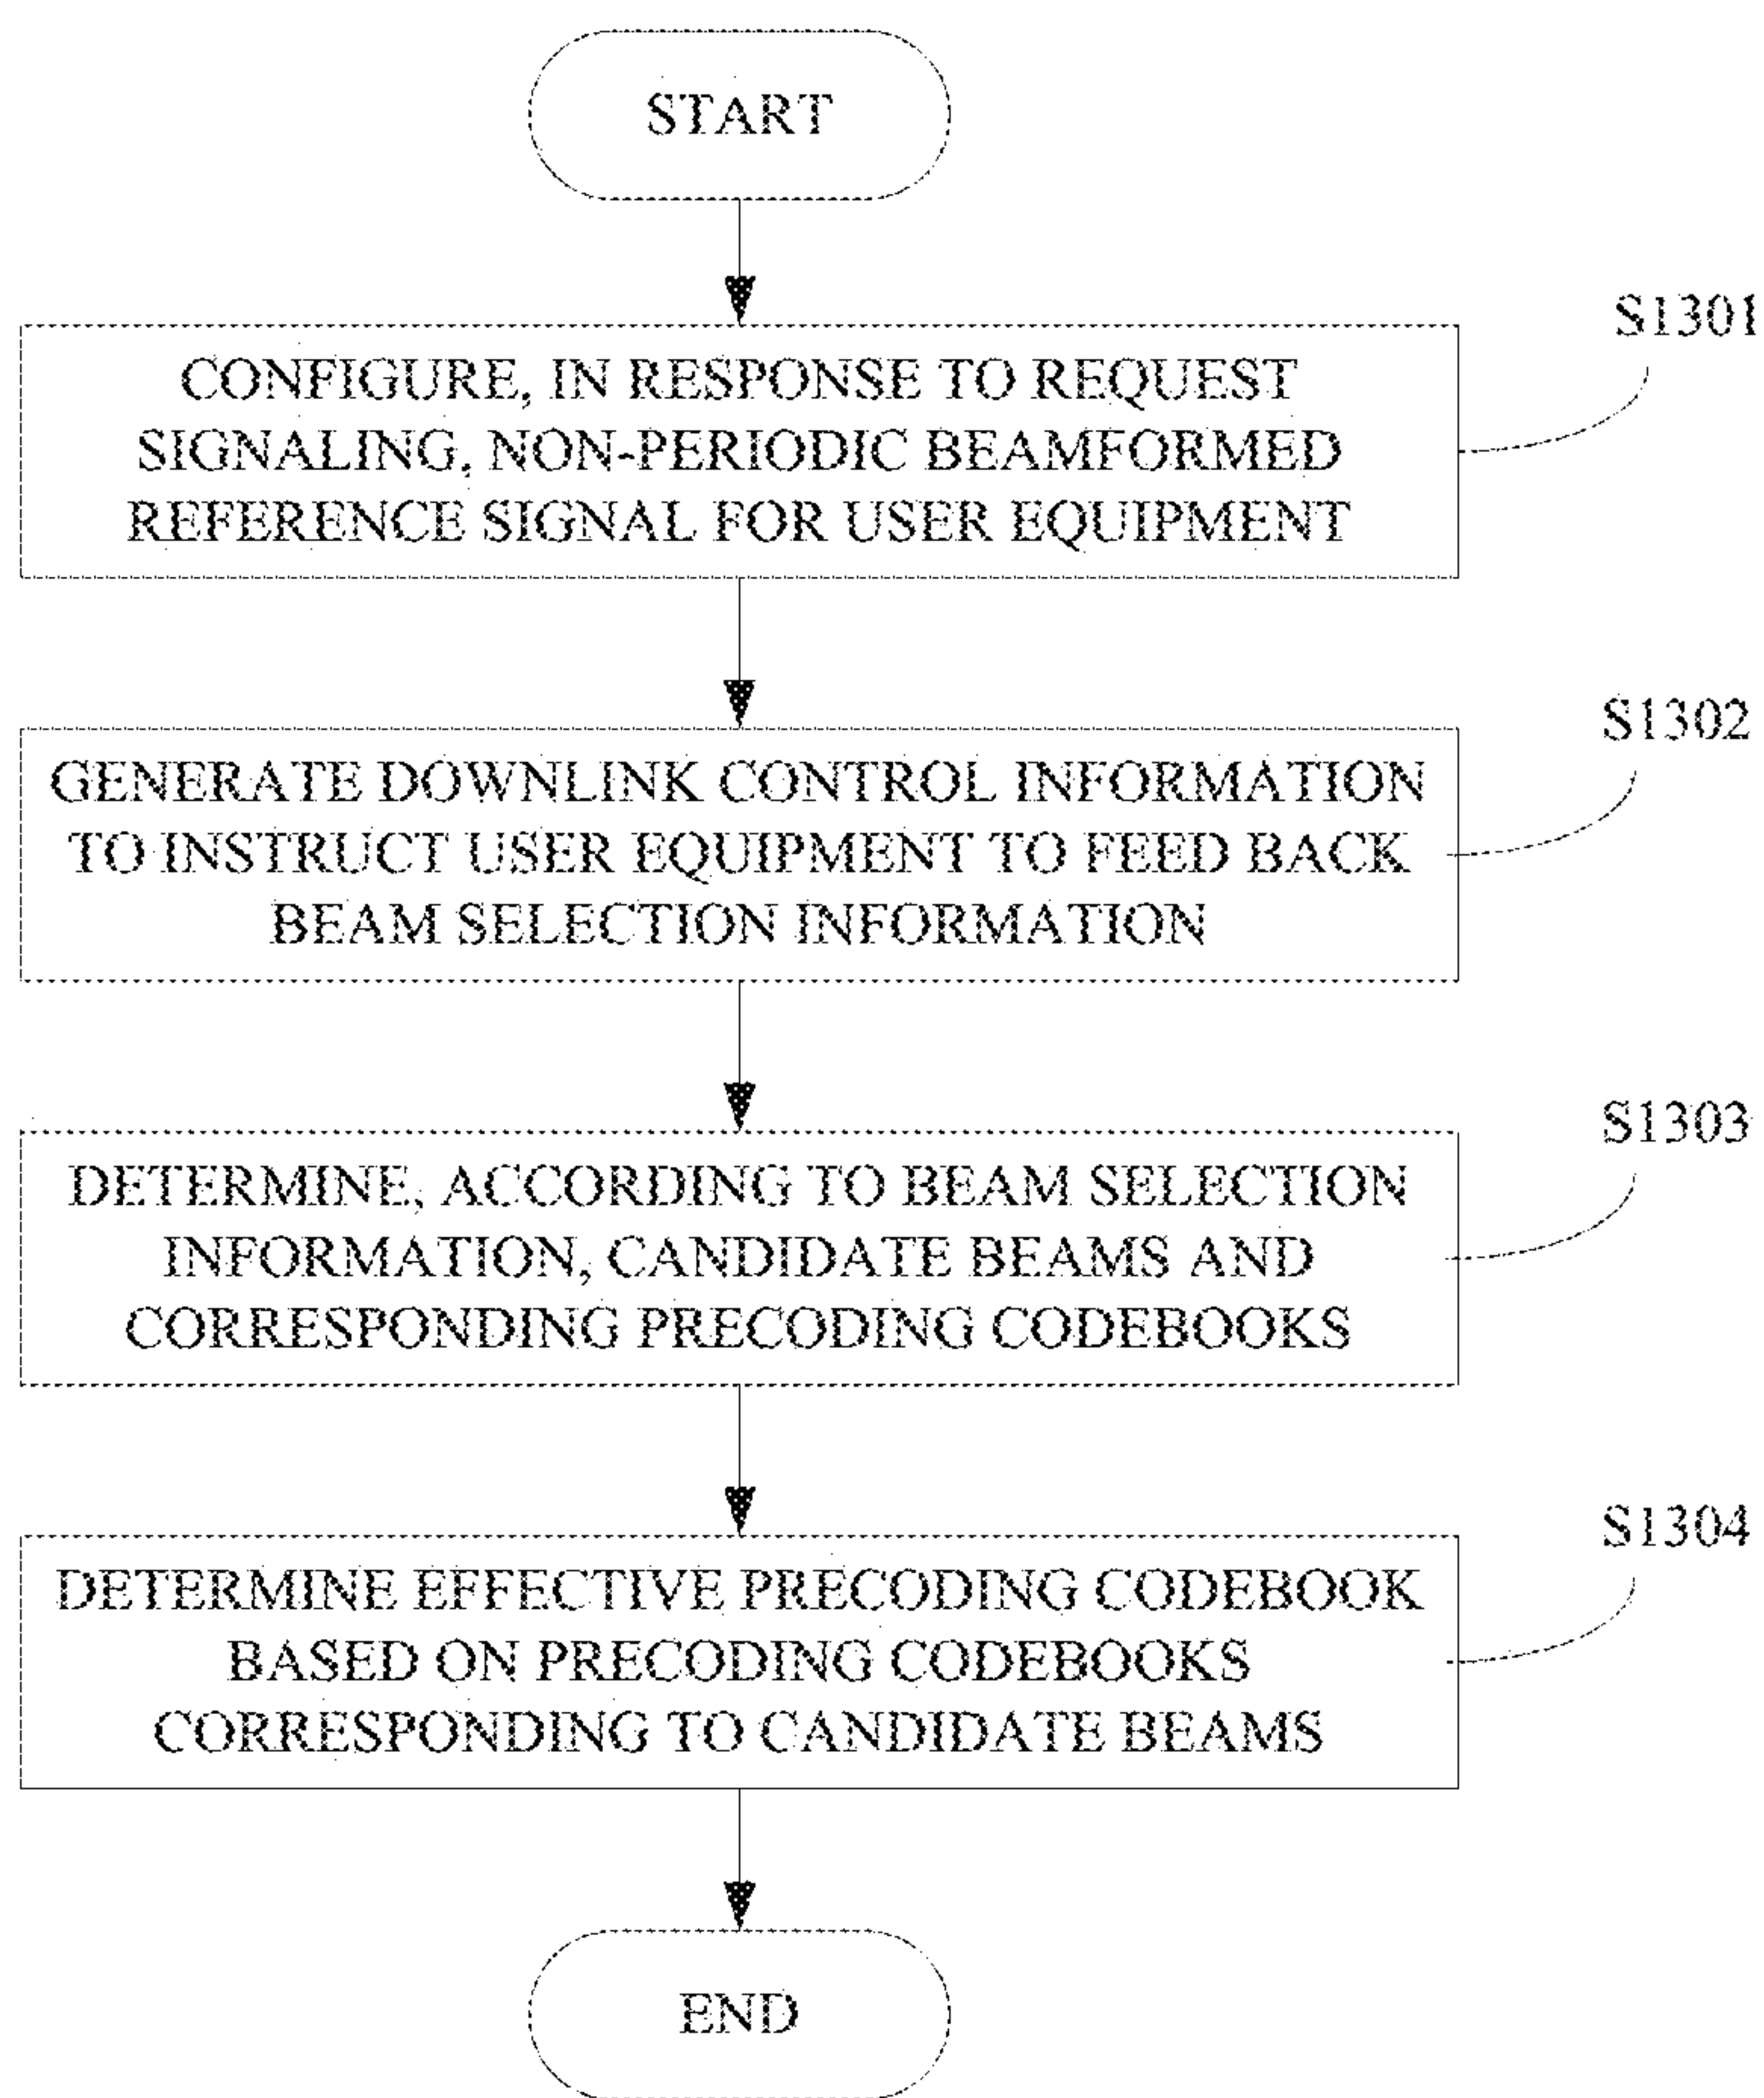 START
S1301
CONFIGURE, IN RESPONSE TO REQUEST
SIGNALING, NON-PERIODIC BEAMFORMED
REFERENCE SIGNAL FOR USER EQUIPMENT
S1302
GENERATE DOWNLINK CONTROL INFORMATION
TO INSTRUCT USER EQUIPMENT TO FEED BACK
BEAM SELECTION INFORMATION
S1303
DETERMINE, ACCORDING TO BEAM SELECTION
INFORMATION, CANDIDATE BEAMS AND
CORRESPONDING PRECODING CODEBOOKS
S1304
DETERMINE EFFECTIVE PRECODING CODEBOOK
BASED ON PRECODING CODEBOOKS
CORRESPONDING TO CANDIDATE BEAMS
END